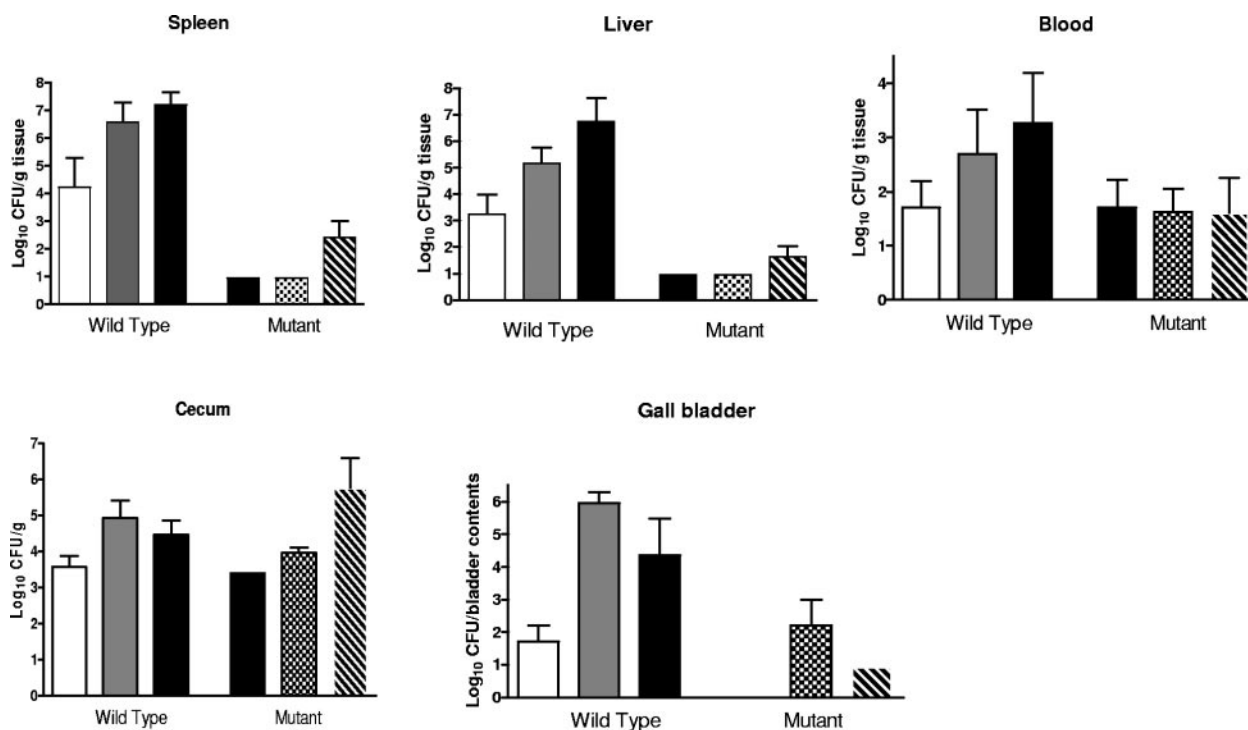 Spleen
Log10 CFU/g tissue
8
7
6
5
4
3
2
1
0
Wild Type
Mutant
Liver
Log10 CFU/g tissue
8
7
6
5
4
3
2
1
0
Wild Type
Mutant
Blood
Log10 CFU/g tissue
4
3
2
1
0
Wild Type
Mutant
Cecum
Log10 CFU/g
7
6
5
4
3
2
1
0
Wild Type
Mutant
Gall bladder
Log10 CFU/bladder contents
6
5
4
3
2
1
0
Wild Type
Mutant